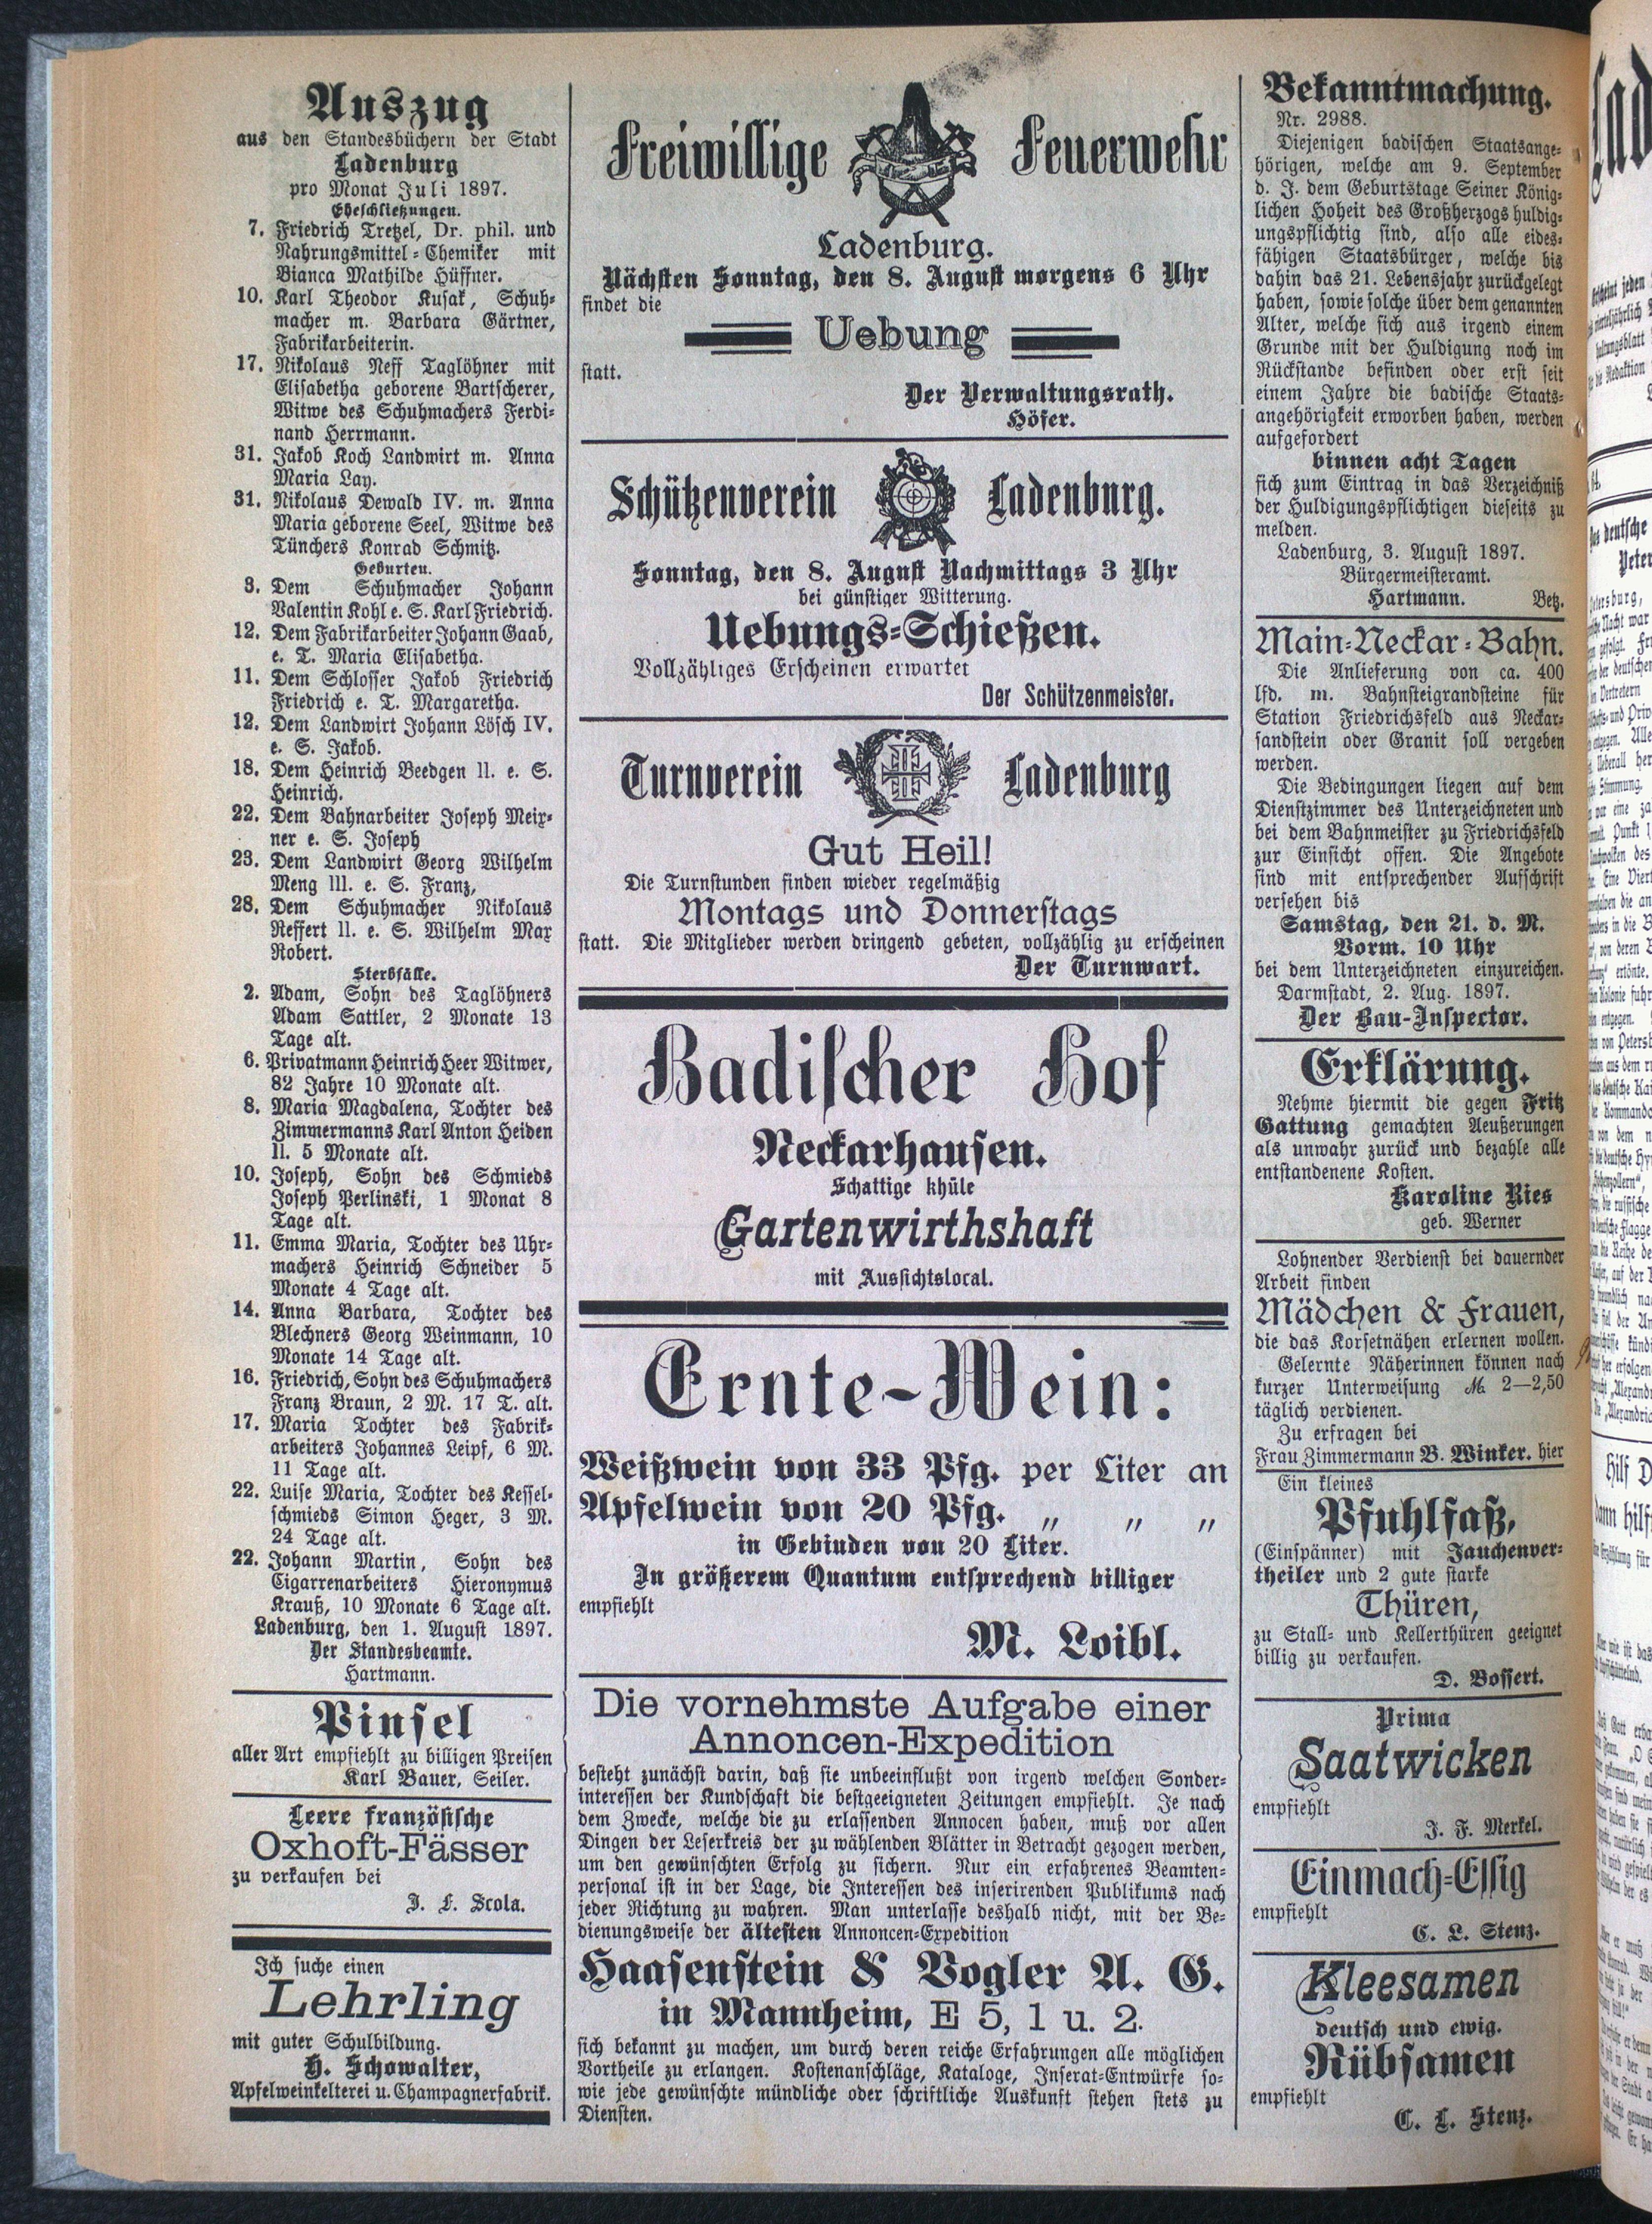 Auszug
aus den Standesbüchern der Stadt
Ladenburg
pro Monat Juli 1897.
Eheschließungen.
7. Friedrich Tretzel, Dr. phil. und
Nahrungsmittel-Chemiker mit
Bianca Mathilde Hüffner.
10. Karl Theodor Kusak, Schuh-
macher m. Barbara Gärtner,
Fabrikarbeiterin.
17. Nikolaus Neff Taglöhner mit
Elisabetha geborene Bartscherer,
Witwe des Schuhmachers Ferdi-
nand Herrmann.
31. Jakob Koch Landwirt m. Anna
Maria Lay.
31. Nikolaus Dewald IV. m. Anna
Maria geborene Seel, Witwe des
Tünchers Konrad Schmitz.
Geburten.
3. Dem Schuhmacher Johann
Valentin Kohl e. S. Karl Friedrich.
12. Dem Fabrikarbeiter Johann Gaab,
e. T. Maria Elisabetha.
11. Dem Schlosser Jakob Friedrich
Friedrich e. T. Margaretha.
12. Dem Landwirt Johann Lösch IV.
e. S. Jakob.
18. Dem Heinrich Beedgen II. e. S.
Heinrich.
22. Dem Bahnarbeiter Joseph Meix-
ner e. S. Joseph
23. Dem Landwirt Georg Wilhelm
Meng III. e. S. Franz,
28. Dem Schuhmacher Nikolaus
Neffert II. e. S. Wilhelm Max
Robert.
Sterbfälle.
2. Adam, Sohn des Taglöhners
Adam Sattler, 2 Monate 13
Tage alt.
6. Privatmann Heinrich Heer Witwer,
82 Jahre 10 Monate alt.
8. Maria Magdalena, Tochter des
Zimmermanns Karl Anton Heiden
II. 5 Monate alt.
10. Joseph, Sohn des Schmieds
Joseph Perlinski, 1 Monat 8
Tage alt.
11. Emma Maria, Tochter des Uhr-
machers Heinrich Schneider 5
Monate 4 Tage alt.
14. Anna Barbara, Tochter des
Blechners Georg Weinmann, 10
Monate 14 Tage alt.
16. Friedrich, Sohn des Schuhmachers
Franz Braun, 2 M. 17 T. alt.
17. Maria Tochter des Fabrik-
arbeiters Johannes Leipf, 6 M.
11 Tage alt.
22. Luise Maria, Tochter des Kessel-
schmieds Simon Heger, 3 M.
24 Tage alt.
22. Johann Martin, Sohn des
Cigarrenarbeiters Hieronymus
Krauß, 10 Monate 6 Tage alt.
Ladenburg, den 1. August 1897.
Der Standesbeamte.
Hartmann.
Pinsel
aller Art empfiehlt zu billigen Preisen
Karl Bauer, Seiler.
Leere französische
Oxhoft-Fässer
zu verkaufen bei
J. F. Scola.
Ich suche einen
Lehrling
mit guter Schulbildung.
H. Schowalter,
Apfelweinkelterei u. Champagnerfabrik.
Freiwillige Feuerwehr
Ladenburg.
Nächsten Sonntag, den 8. August morgens 6 Uhr
findet die
Uebung
statt.
Der Verwaltungsrath.
Höfer.
Schützenverein Ladenburg.
Sonntag, den 8. August Nachmittags 3 Uhr
bei günstiger Witterung.
Uebungs-Schießen.
Vollzähliges Erscheinen erwartet
Der Schützenmeister.
Turnverein Ladenburg
Gut Heil!
Die Turnstunden finden wieder regelmäßig
Montags und Donnerstags
statt. Die Mitglieder werden dringend gebeten, vollzählig zu erscheinen
Der Turnwart.
Badischer Hof
Neckarhausen.
Schattige khüle
Gartenwirthshaft
mit Aussichtslocal.
Ernte-Wein:
Weißwein von 33 Pfg. per Liter an
Apfelwein von 20 Pfg. „ „ „
in Gebinden von 20 Liter.
In größerem Quantum entsprechend billiger
empfiehlt
M. Loibl.
Die vornehmste Aufgabe einer
Annoncen-Expedition
besteht zunächst darin, daß sie unbeeinflußt von irgend welchen Sonder-
interessen der Kundschaft die bestgeeigneten Zeitungen empfiehlt. Je nach
dem Zwecke, welche die zu erlassenden Annocen haben, muß vor allen
Dingen der Leserkreis der zu wählenden Blätter in Betracht gezogen werden,
um den gewünschten Erfolg zu sichern. Nur ein erfahrenes Beamten-
personal ist in der Lage, die Interessen des inserirenden Publikums nach
jeder Richtung zu wahren. Man unterlasse deshalb nicht, mit der Be-
dienungsweise der ältesten Annoncen-Expedition
Haasenstein & Vogler A. G.
in Mannheim, E 5, 1 u. 2.
sich bekannt zu machen, um durch deren reiche Erfahrungen alle möglichen
Vortheile zu erlangen. Kostenanschläge, Kataloge, Inserat-Entwürfe so-
wie jede gewünschte mündliche oder schriftliche Auskunft stehen stets zu
Diensten.
Bekanntmachung.
Nr. 2988.
Diejenigen badischen Staatsange-
hörigen, welche am 9. September
d. J. dem Geburtstage Seiner König-
lichen Hoheit des Großherzogs huldig-
ungspflichtig sind, also alle eides-
fähigen Staatsbürger, welche bis
dahin das 21. Lebensjahr zurückgelegt
haben, sowie solche über dem genannten
Alter, welche sich aus irgend einem
Grunde mit der Huldigung noch im
Rückstande befinden oder erst seit
einem Jahre die badische Staats-
angehörigkeit erworben haben, werden
aufgefordert
binnen acht Tagen
sich zum Eintrag in das Verzeichniß
der Huldigungspflichtigen dieseits zu
melden.
Ladenburg, 3. August 1897.
Bürgermeisteramt.
Hartmann. Betz.
Main-Neckar-Bahn.
Die Anlieferung von ca. 400
lfd. m. Bahnsteigrandsteine für
Station Friedrichsfeld aus Neckar-
sandstein oder Granit soll vergeben
werden.
Die Bedingungen liegen auf dem
Dienstzimmer des Unterzeichneten und
bei dem Bahnmeister zu Friedrichsfeld
zur Einsicht offen. Die Angebote
sind mit entsprechender Aufschrift
versehen bis
Samstag, den 21. d. M.
Vorm. 10 Uhr
bei dem Unterzeichneten einzureichen.
Darmstadt, 2. Aug. 1897.
Der Bau-Inspector.
Erklärung.
Nehme hiermit die gegen Fritz
Gattung gemachten Aeußerungen
als unwahr zurück und bezahle alle
entstandenene Kosten.
Karoline Ries
geb. Werner
Lohnender Verdienst bei dauernder
Arbeit finden
Mädchen & Frauen,
die das Korsetnähen erlernen wollen.
Gelernte Näherinnen können nach
kurzer Unterweisung M. 2—2,50
täglich verdienen.
Zu erfragen bei
Frau Zimmermann B. Winker. hier
Ein kleines
Pfuhlfaß,
(Einspänner) mit Jauchenver-
theiler und 2 gute starke
Thüren,
zu Stall- und Kellerthüren geeignet
billig zu verkaufen.
D. Bossert.
Prima
Saatwicken
empfiehlt
J. F. Merkel.
Einmach-Essig
empfiehlt
C. L. Stenz.
Kleesamen
deutsch und ewig.
Rübsamen
empfiehlt
C. L. Stenz.